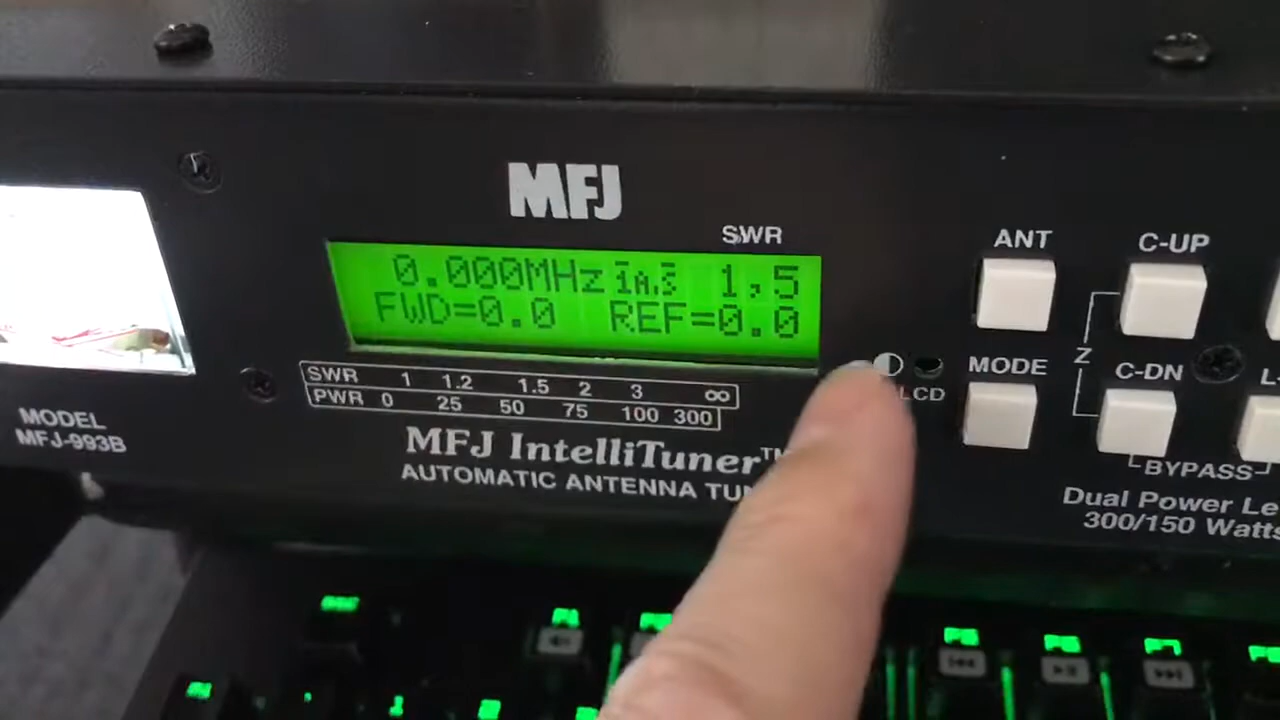 MFJ
SWR
0.000MHz 1A.S 1,5
FWD=0.0 REF=0.0
SWR 1 1.2 1.5 2 3 ∞
PWR 0 25 50 75 100 300
MODEL
MFJ-993B
MFJ IntelliTuner
AUTOMATIC ANTENNA
LCD
ANT
MODE
C-UP
Z
C-DN
BYPASS
Dual Power
300/150 Watts